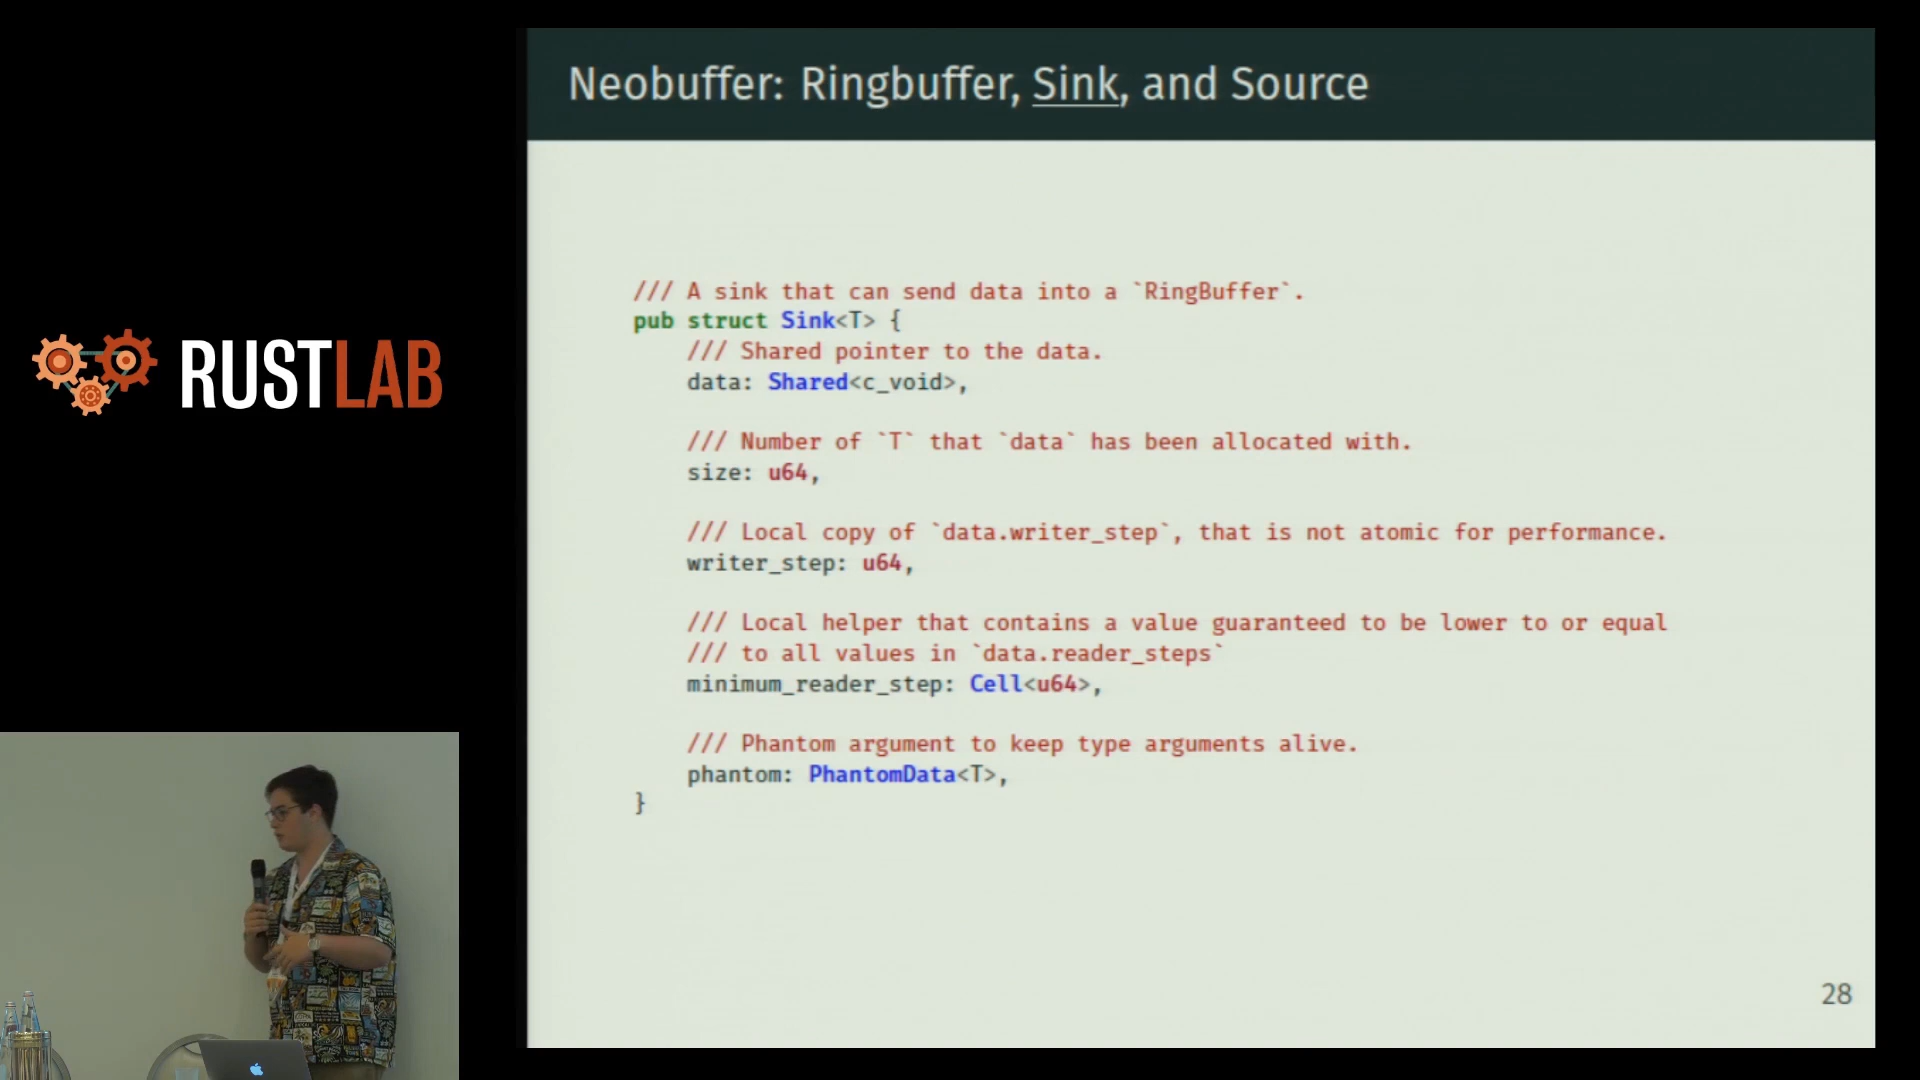 Neobuffer: Ringbuffer, Sink, and Source
RUSTLAB
/// A sink that can send data into a `RingBuffer`.
pub struct Sink<T> {
/// Shared pointer to the data.
data: Shared<c_void>,
/// Number of `T` that `data` has been allocated with.
size: u64,
/// Local copy of `data.writer_step`, that is not atomic for performance.
writer_step: u64,
/// Local helper that contains a value guaranteed to be lower to or equal
/// to all values in `data.reader_steps`
minimum_reader_step: Cell<u64>,
/// Phantom argument to keep type arguments alive.
phantom: PhantomData<T>,
}
28